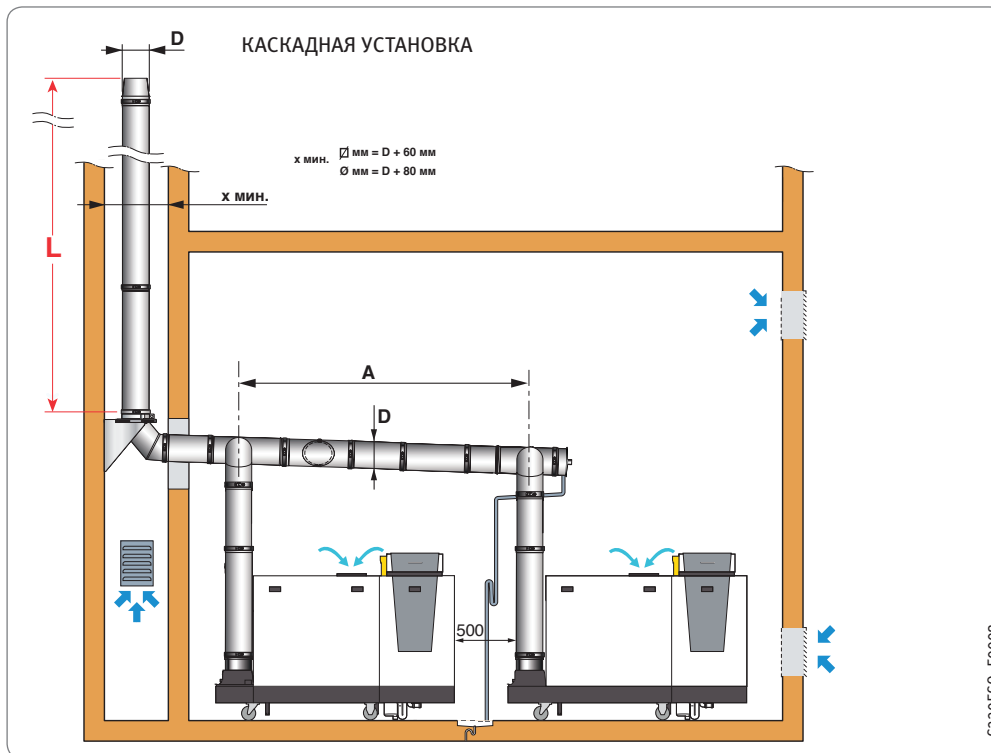 D
КАСКАДНАЯ УСТАНОВКА
x мин.
⌀ мм = D + 60 мм
Ø мм = D + 80 мм
x мин.
L
A
D
500